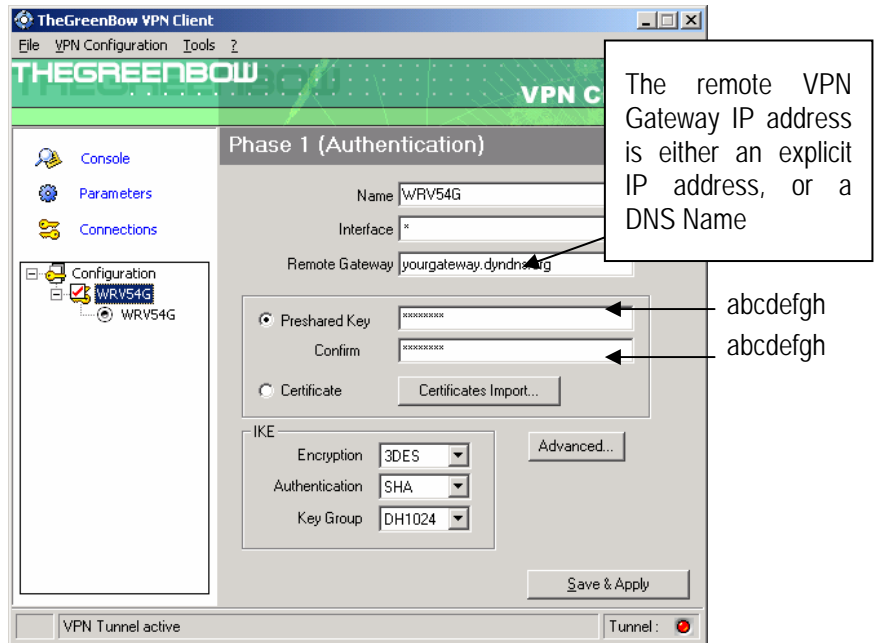 TheGreenBow VPN Client
File VPN Configuration Tools ?
THEGREENBOW
VPN C
The remote VPN
Gateway IP address
is either an explicit
IP address, or a
DNS Name
Console
Parameters
Connections
Configuration
WRV54G
WRV54G
Phase 1 (Authentication)
Name WRV54G
Interface *
Remote Gateway yourgateway.dyndns.org
Preshared Key ******** abcdefgh
Confirm ******** abcdefgh
Certificate Certificates Import...
IKE
Encryption 3DES
Authentication SHA
Key Group DH1024
Advanced...
Save & Apply
VPN Tunnel active Tunnel: